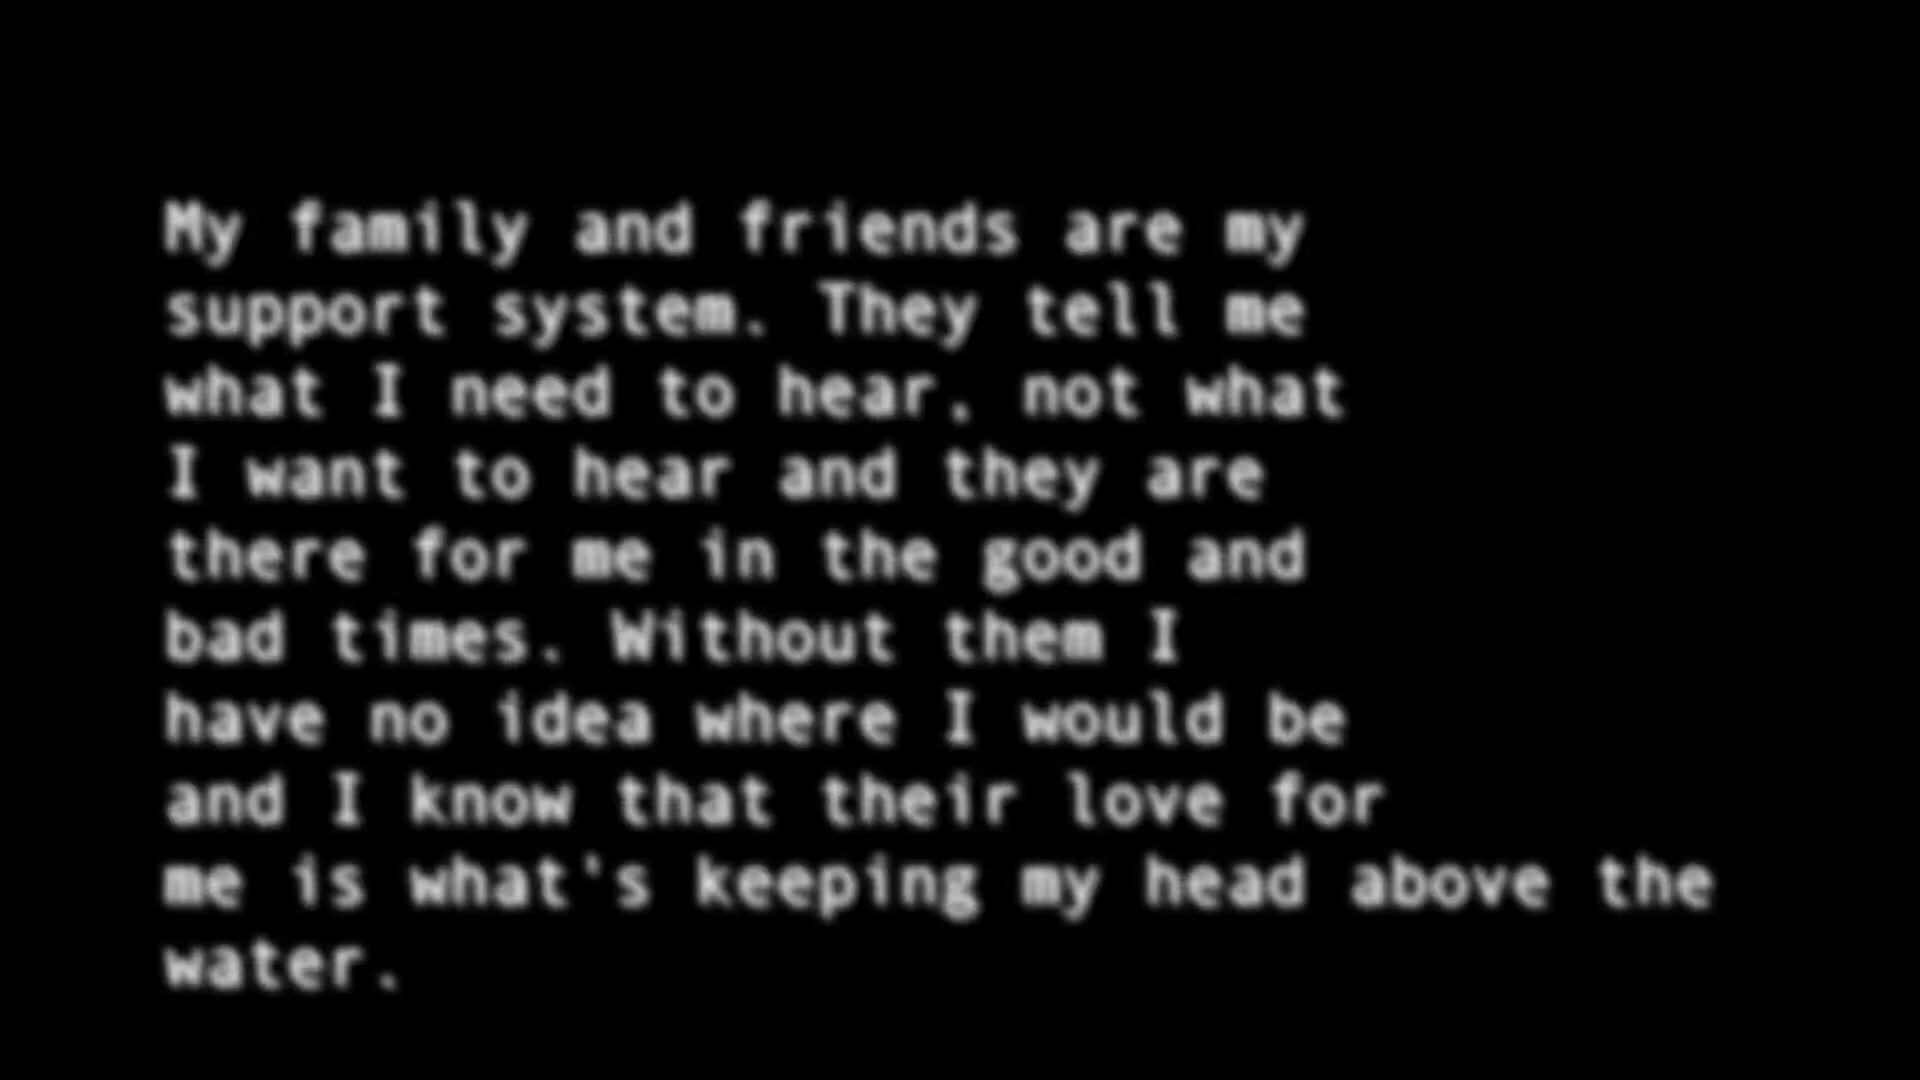 My family and friends are my
support system. They tell me
what I need to hear, not what
I want to hear and they are
there for me in the good and
bad times. Without them I
have no idea where I would be
and I know that their love for
me is what's keeping my head above the
water.